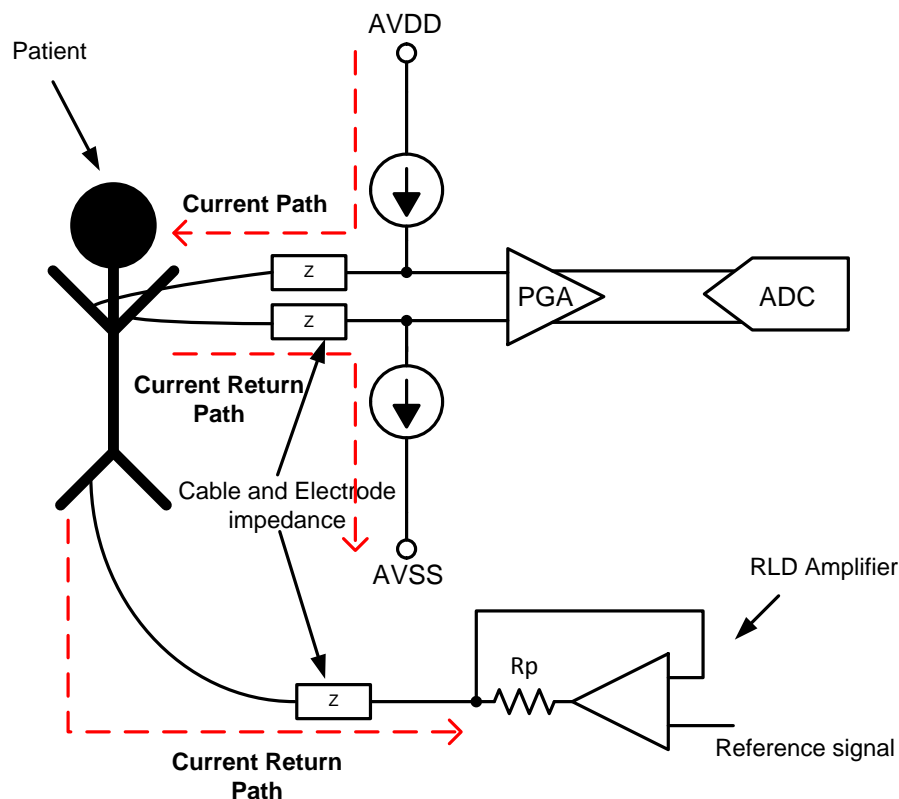 AVDD
Patient
Current Path
Z
PGA
ADC
Z
Current Return
Path
Cable and Electrode
impedance
AVSS
RLD Amplifier
Rp
Z
Reference signal
Current Return
Path